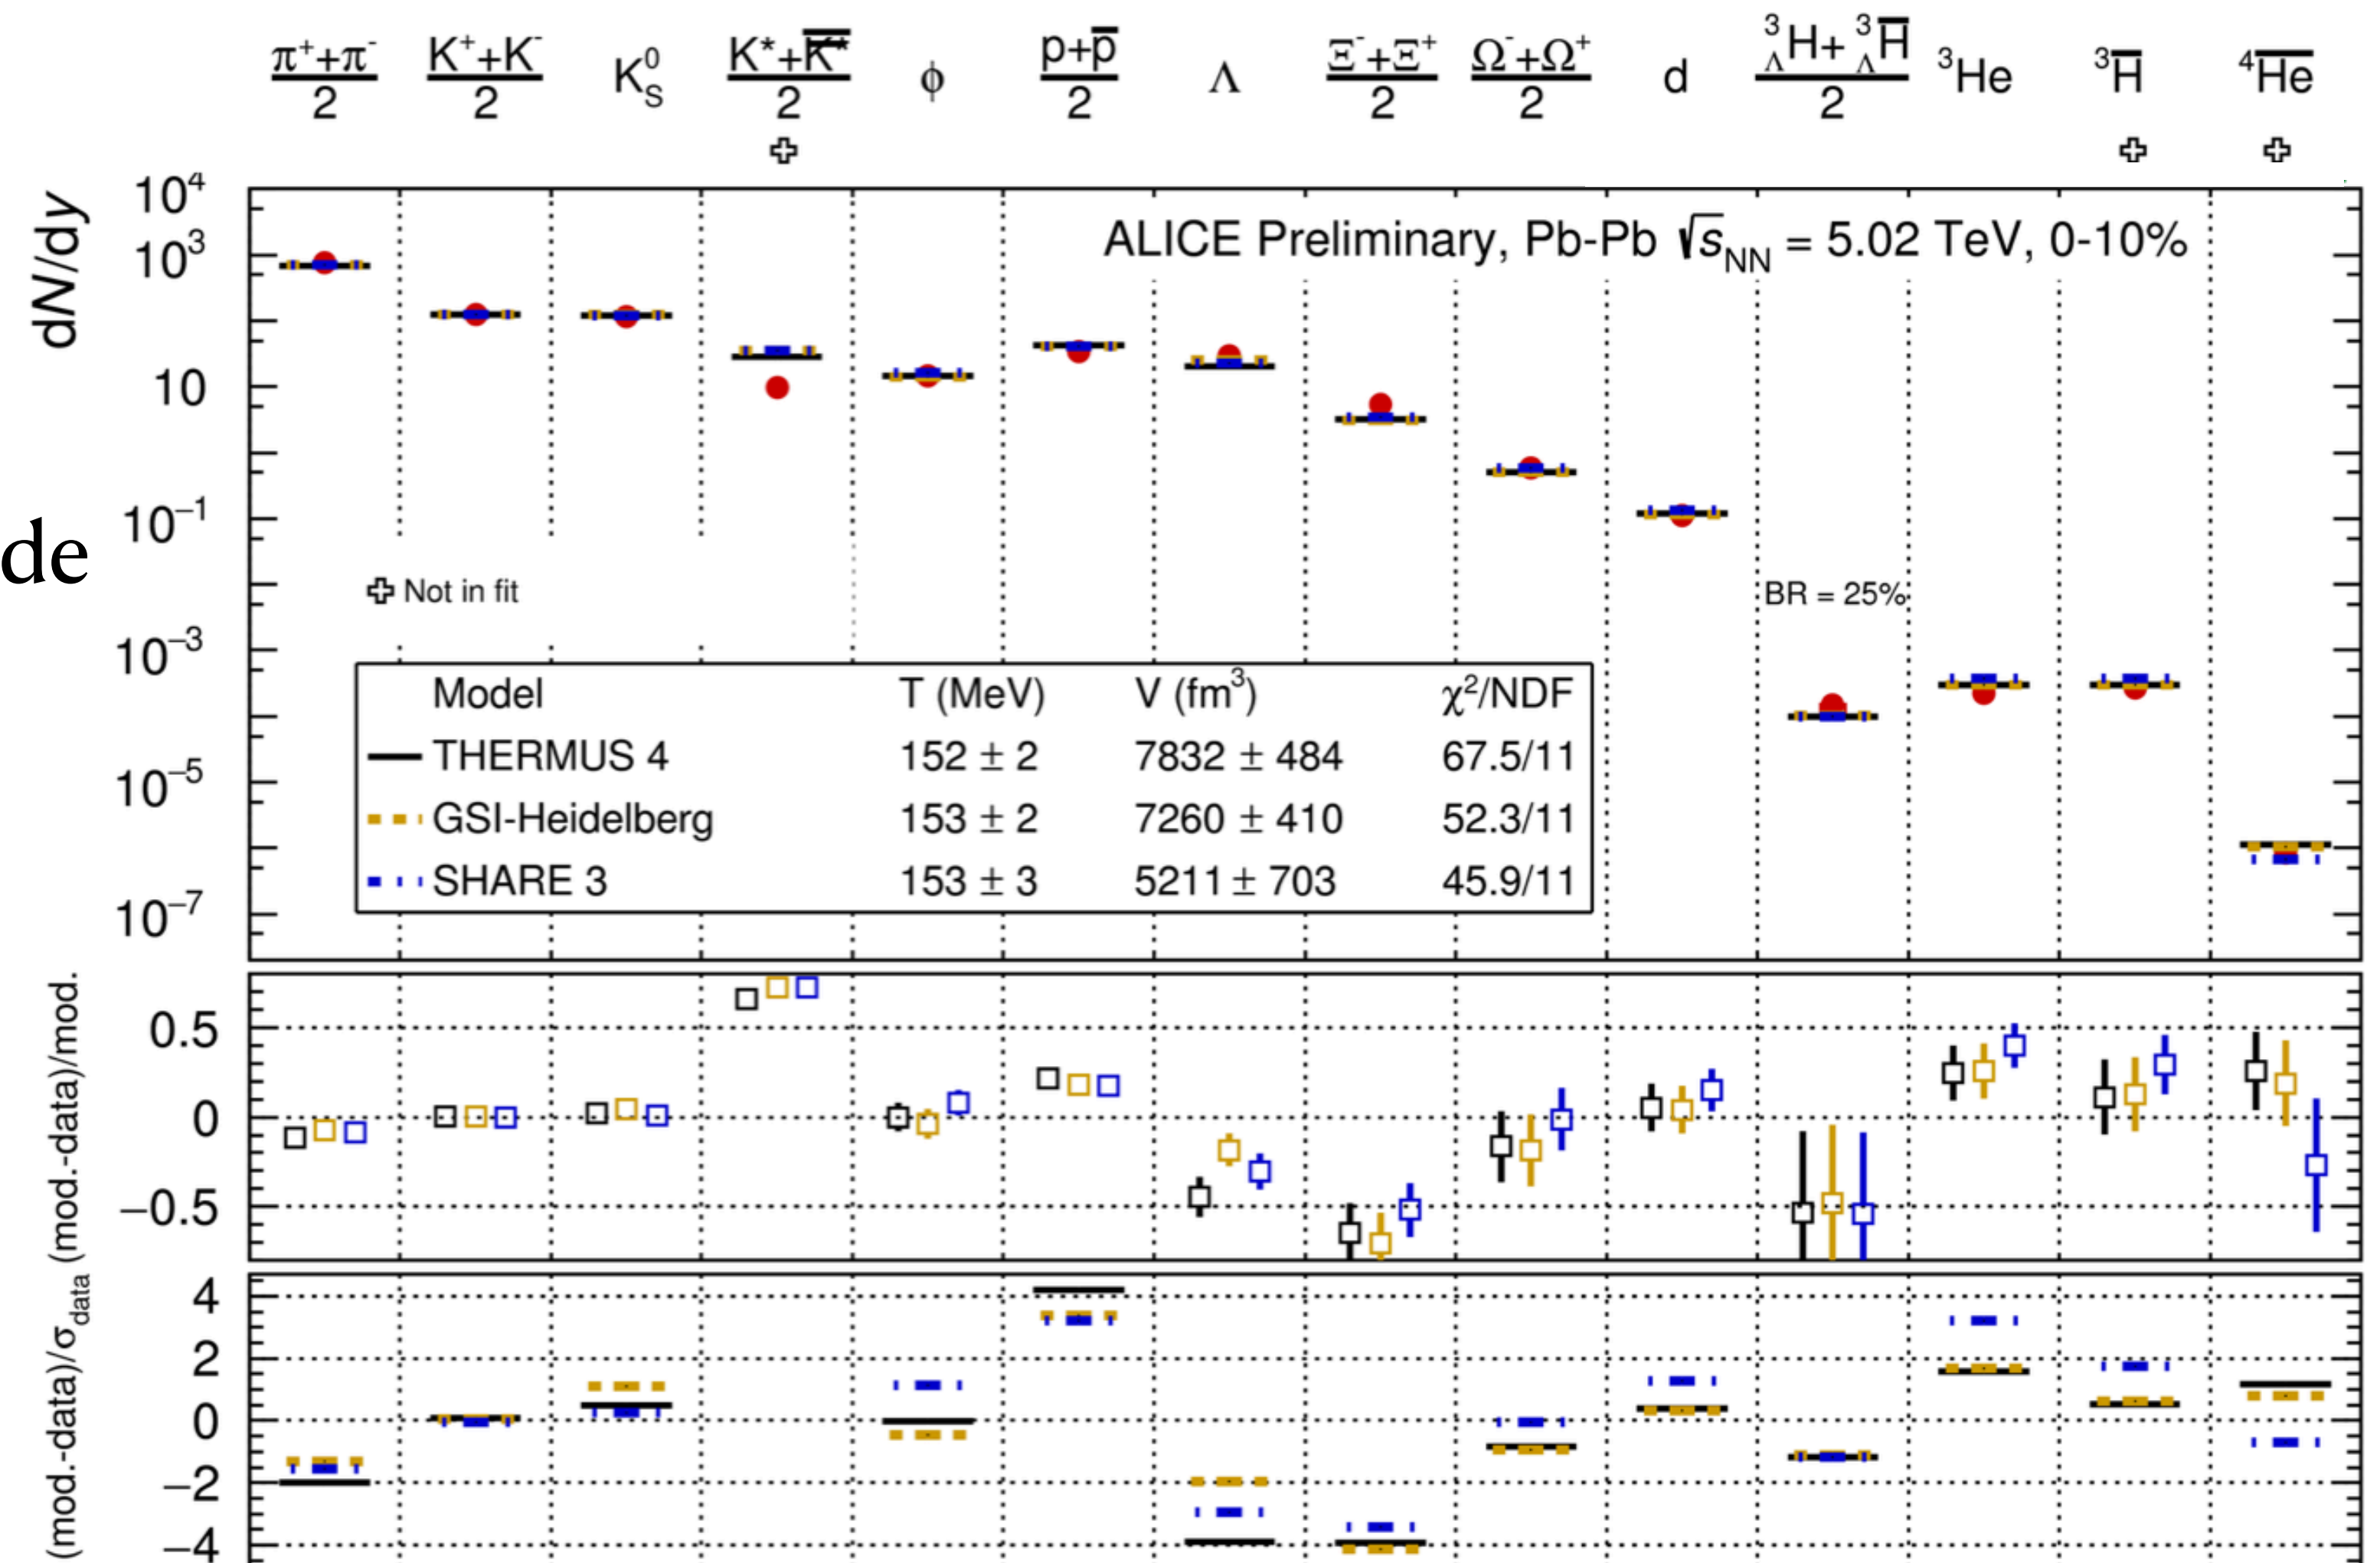 π⁺+π⁻/2 K⁺+K⁻/2 K⁰S K*+K̅*̅/2 ϕ p+p̅/2 Λ Ξ⁻+Ξ⁺/2 Ω⁻+Ω⁺/2 d ³ΛH+³ΛH̅/2 ³He ³H̅ ⁴H̅e̅
dN/dy
10⁴
10³
10
10⁻¹
10⁻³
10⁻⁵
10⁻⁷
ALICE Preliminary, Pb-Pb √sNN = 5.02 TeV, 0-10%
de
Not in fit
BR = 25%
Model T (MeV) V (fm³) χ²/NDF
THERMUS 4 152 ± 2 7832 ± 484 67.5/11
GSI-Heidelberg 153 ± 2 7260 ± 410 52.3/11
SHARE 3 153 ± 3 5211 ± 703 45.9/11
(mod.-data)/mod.
0.5
0
−0.5
(mod.-data)/σdata
4
2
0
−2
−4